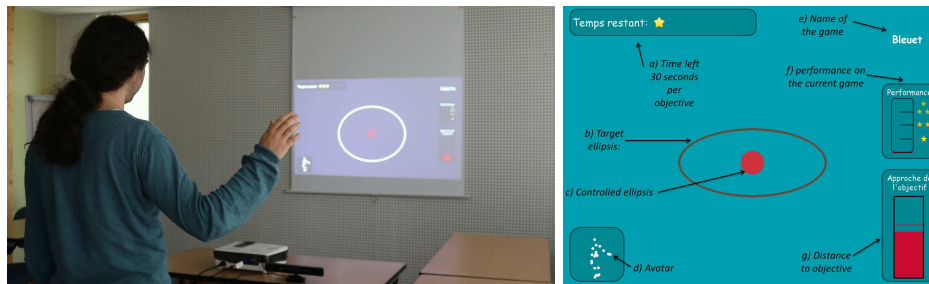 Temps restant:
e) Name of
the game
Bleuet
a) Time left
30 seconds
per
objective
f) performance on
the current game
Performance
b) Target
ellipsis:
c) Controlled ellipsis
Approche de
l'objectif
g) Distance
to objective
d) Avatar